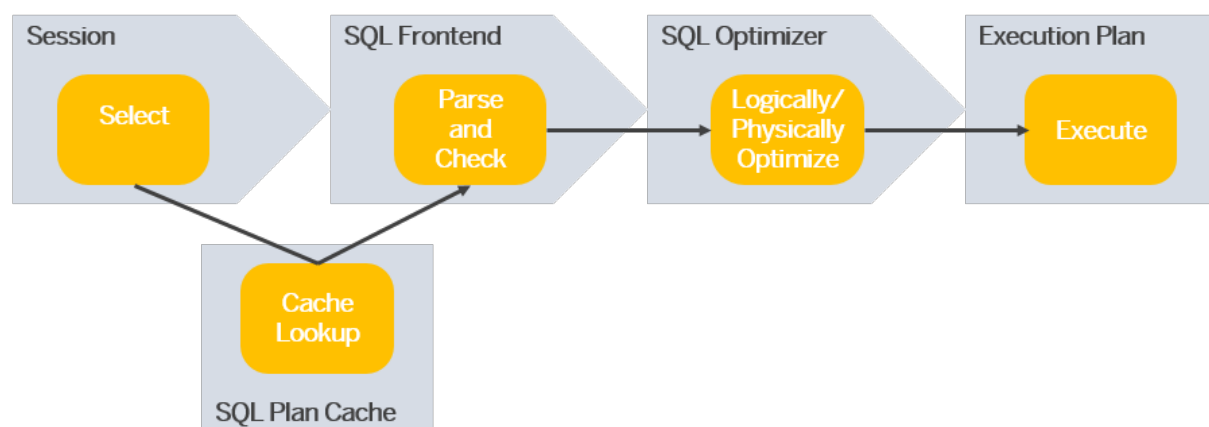 Session
Select
SQL Frontend
Parse
and
Check
SQL Optimizer
Logically/
Physically
Optimize
Execution Plan
Execute
Cache
Lookup
SQL Plan Cache